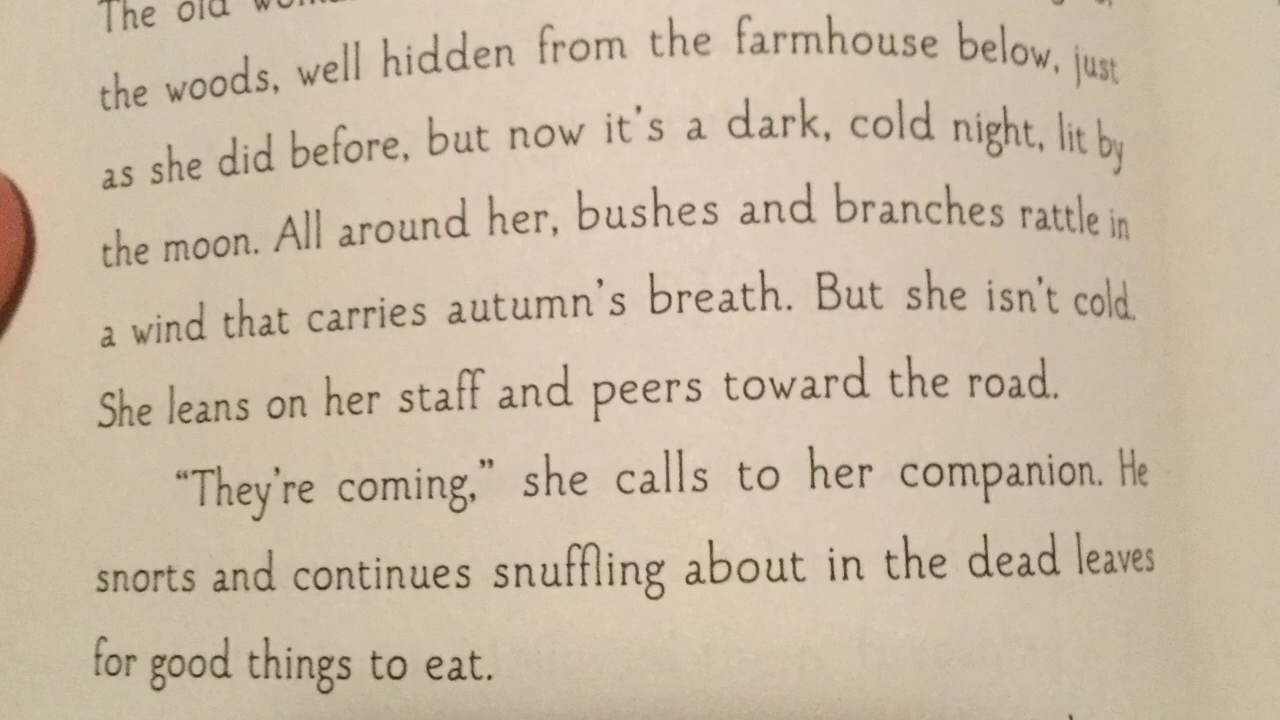 The old
the woods, well hidden from the farmhouse below, just
as she did before, but now it's a dark, cold night, lit by
the moon. All around her, bushes and branches rattle in
a wind that carries autumn's breath. But she isn't cold.
She leans on her staff and peers toward the road.
“They're coming,” she calls to her companion. He
snorts and continues snuffling about in the dead leaves
for good things to eat.